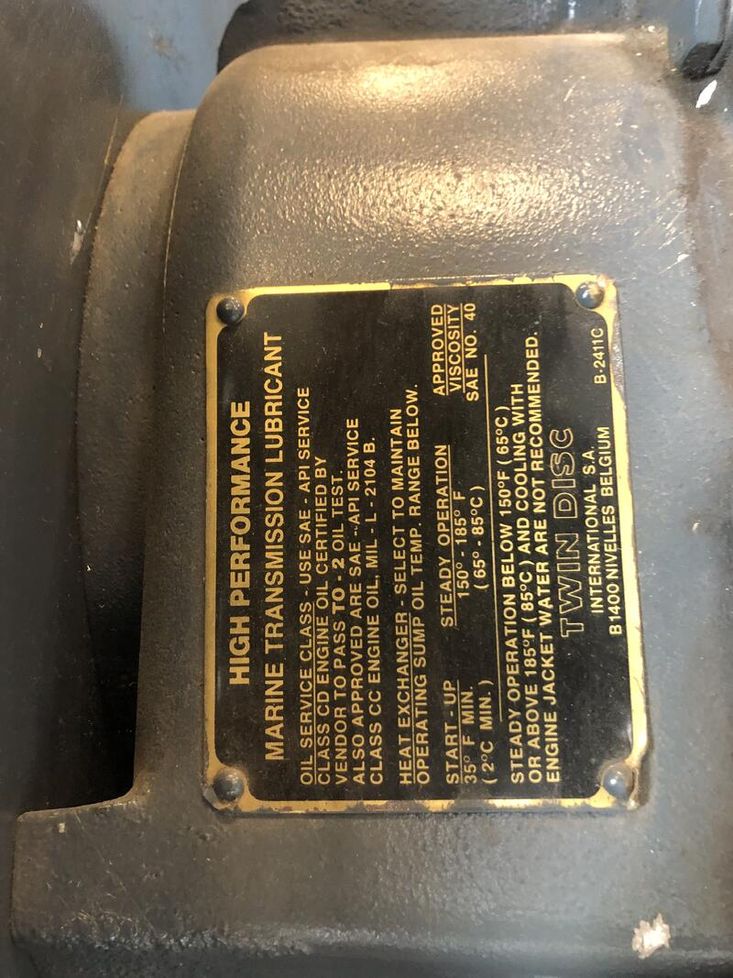 HIGH PERFORMANCE
MARINE TRANSMISSION LUBRICANT
OIL SERVICE CLASS - USE SAE - API SERVICE
CLASS CD ENGINE OIL CERTIFIED BY
VENDOR TO PASS TO - 2 OIL TEST.
ALSO APPROVED ARE SAE - API SERVICE
CLASS CC ENGINE OIL, MIL - L - 2104 B.
HEAT EXCHANGER - SELECT TO MAINTAIN
OPERATING SUMP OIL TEMP. RANGE BELOW.
START - UP STEADY OPERATION APPROVED
35° F MIN. 150° - 185° F VISCOSITY
(2°C MIN.) (65° - 85°C) SAE NO. 40
STEADY OPERATION BELOW 150°F (65°C)
OR ABOVE 185°F (85°C) AND COOLING WITH
ENGINE JACKET WATER ARE NOT RECOMMENDED.
TWIN DISC
INTERNATIONAL S.A.
B1400 NIVELLES BELGIUM
B-2411C